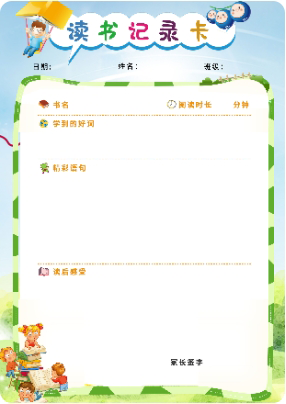 读书记录卡
日期： 姓名： 班级：
书名 阅读时长 分钟
学到的好词
精彩语句
读后感受
家长签字